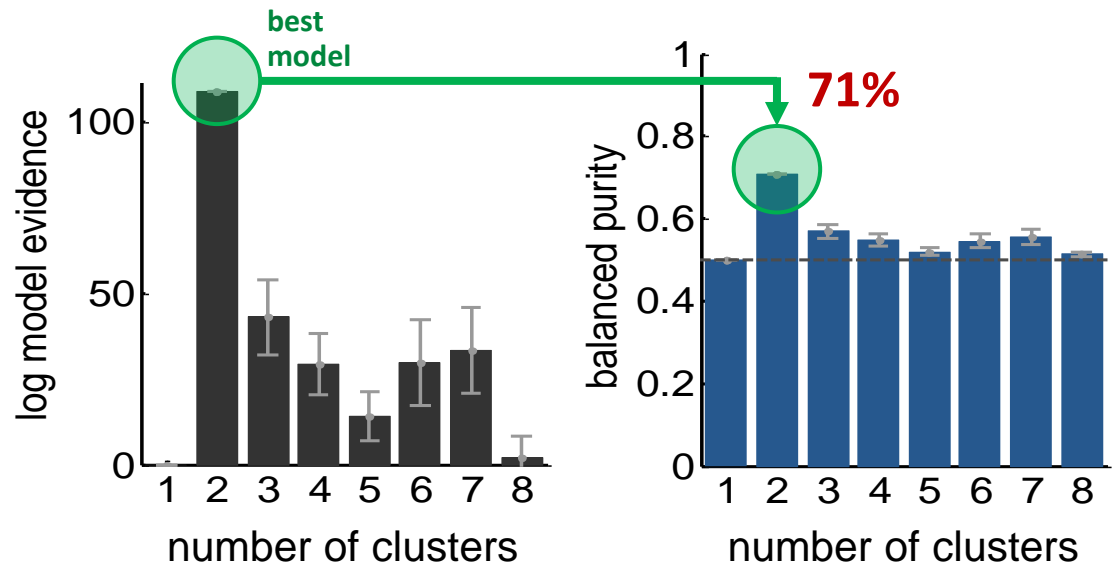 best
model
71%
log model evidence
100
50
0
1 2 3 4 5 6 7 8
number of clusters
balanced purity
1
0.8
0.6
0.4
0.2
0
1 2 3 4 5 6 7 8
number of clusters